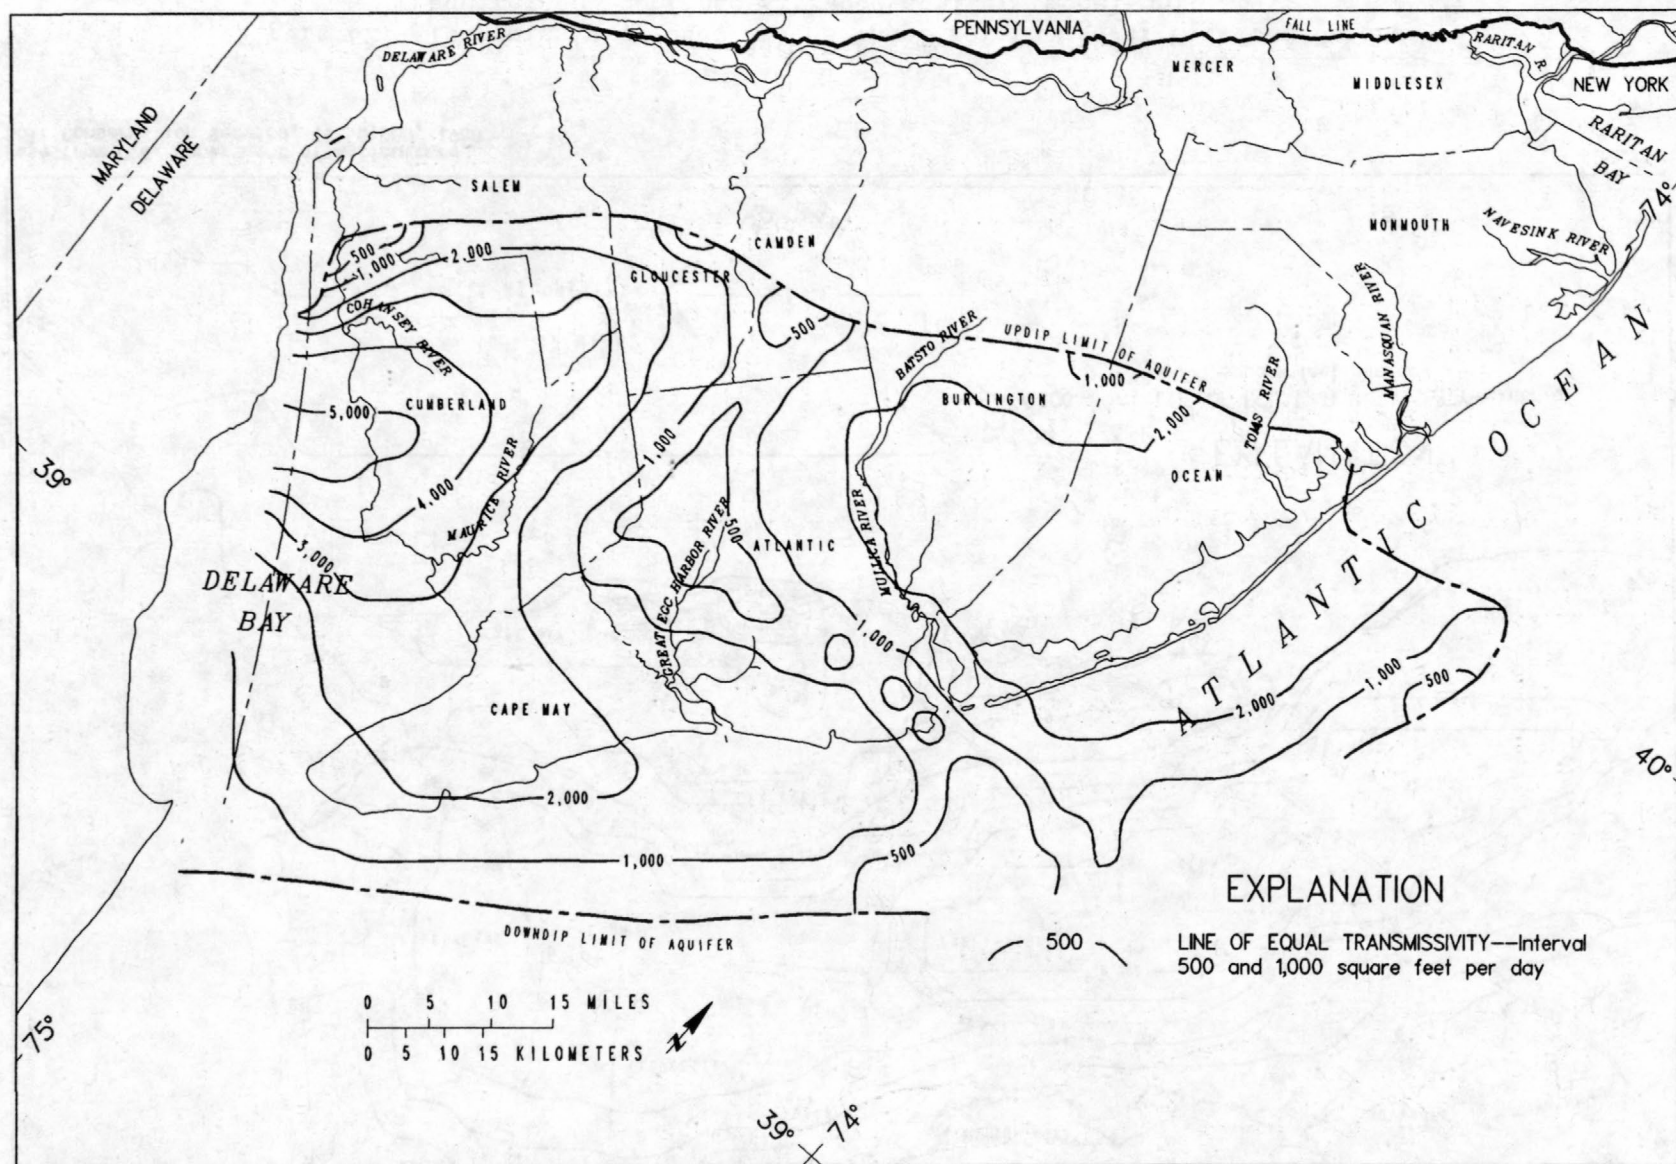 PENNSYLVANIA
FALL LINE
DELAWARE RIVER
RARITAN R.
MERCER
MIDDLESEX
NEW YORK
MARYLAND
DELAWARE
RARITAN
BAY
74°
SALEM
CAMDEN
MONMOUTH
NAVESINK RIVER
500
1,000
2,000
GLOUCESTER
MANASQUAN RIVER
COHANSEY RIVER
500
BATSTO RIVER
UPDIP LIMIT OF AQUIFER
1,000
TOMS RIVER
5,000
CUMBERLAND
BURLINGTON
2,000
1,000
39°
OCEAN
4,000
MAURICE RIVER
MULLICA RIVER
GREAT EGG HARBOR RIVER
500
ATLANTIC
3,000
DELAWARE
BAY
ATLANTIC OCEAN
1,000
1,000
500
2,000
CAPE MAY
40°
2,000
1,000
500
DOWNDIP LIMIT OF AQUIFER
EXPLANATION
500 LINE OF EQUAL TRANSMISSIVITY--Interval
500 and 1,000 square feet per day
0 5 10 15 MILES
0 5 10 15 KILOMETERS
N
75°
39° 74°